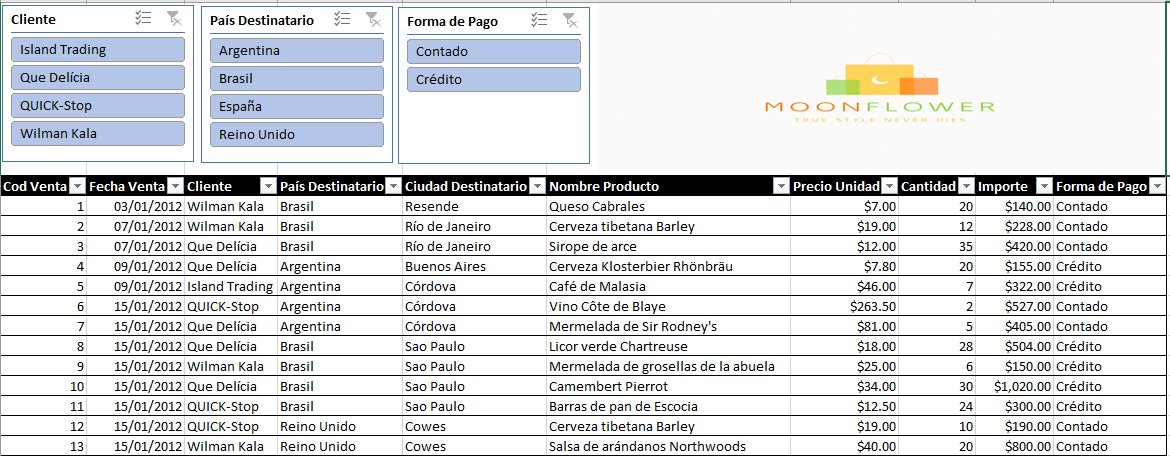 Cliente País Destinatario Forma de Pago
Island Trading Argentina Contado
Que Delícia Brasil Crédito
QUICK-Stop España
Wilman Kala Reino Unido
MOONFLOWER
TRUE STYLE NEVER DIES
Cod Venta Fecha Venta Cliente País Destinatario Ciudad Destinatario Nombre Producto Precio Unidad Cantidad Importe Forma de Pago
1 03/01/2012 Wilman Kala Brasil Resende Queso Cabrales $7.00 20 $140.00 Contado
2 07/01/2012 Wilman Kala Brasil Río de Janeiro Cerveza tibetana Barley $19.00 12 $228.00 Contado
3 07/01/2012 Que Delícia Brasil Río de Janeiro Sirope de arce $12.00 35 $420.00 Contado
4 09/01/2012 Que Delícia Argentina Buenos Aires Cerveza Klosterbier Rhönbräu $7.80 20 $155.00 Crédito
5 09/01/2012 Island Trading Argentina Córdova Café de Malasia $46.00 7 $322.00 Crédito
6 15/01/2012 QUICK-Stop Argentina Córdova Vino Côte de Blaye $263.50 2 $527.00 Contado
7 15/01/2012 Que Delícia Argentina Córdova Mermelada de Sir Rodney's $81.00 5 $405.00 Contado
8 15/01/2012 Que Delícia Brasil Sao Paulo Licor verde Chartreuse $18.00 28 $504.00 Crédito
9 15/01/2012 Wilman Kala Brasil Sao Paulo Mermelada de grosellas de la abuela $25.00 6 $150.00 Crédito
10 15/01/2012 Que Delícia Brasil Sao Paulo Camembert Pierrot $34.00 30 $1,020.00 Crédito
11 15/01/2012 QUICK-Stop Brasil Sao Paulo Barras de pan de Escocia $12.50 24 $300.00 Crédito
12 15/01/2012 QUICK-Stop Reino Unido Cowes Cerveza tibetana Barley $19.00 10 $190.00 Contado
13 15/01/2012 Wilman Kala Reino Unido Cowes Salsa de arándanos Northwoods $40.00 20 $800.00 Contado